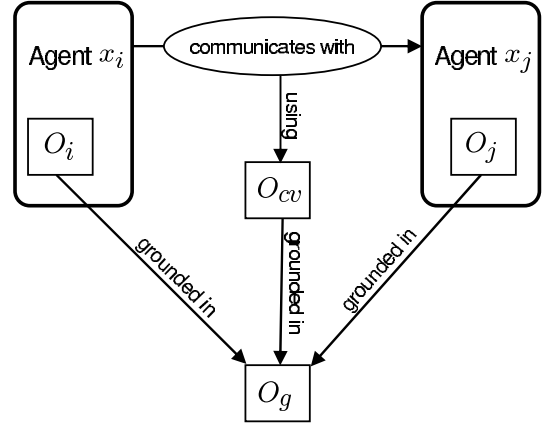 Agent x_i
communicates with
Agent x_j
using
O_i
O_cv
O_j
grounded in
grounded in
grounded in
O_g